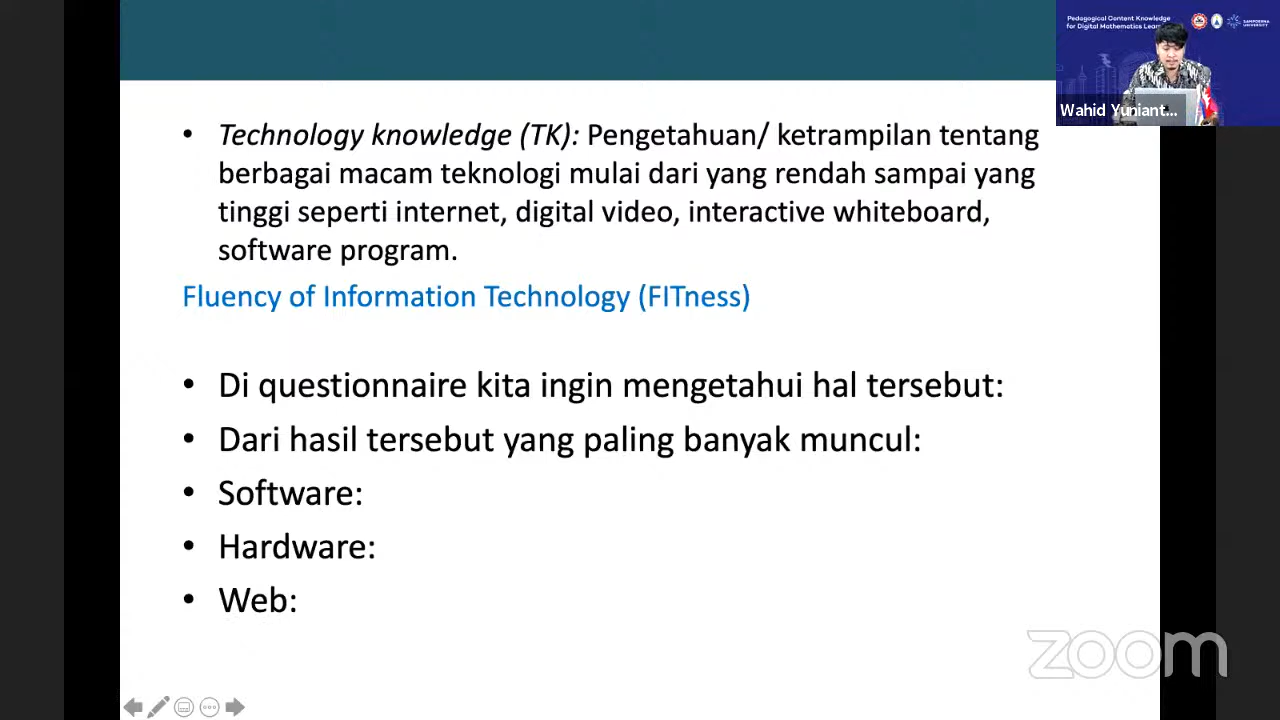 Pedagogical Content Knowledge
for Digital Mathematics Lear
SAMPOERNA
UNIVERSITY
Wahid Yuniant...
• Technology knowledge (TK): Pengetahuan/ ketrampilan tentang
berbagai macam teknologi mulai dari yang rendah sampai yang
tinggi seperti internet, digital video, interactive whiteboard,
software program.
Fluency of Information Technology (FITness)
• Di questionnaire kita ingin mengetahui hal tersebut:
• Dari hasil tersebut yang paling banyak muncul:
• Software:
• Hardware:
• Web:
zoom